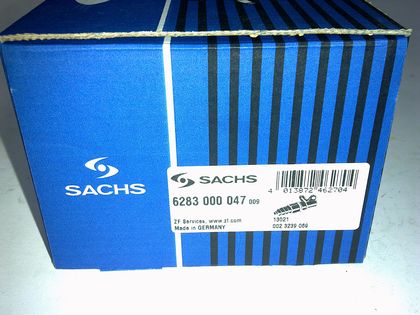 SACHS
SACHS
4 013872 462704
6283 000 047 009
ZF Services, www.zf.com
Made in GERMANY
13021
002 3239 069